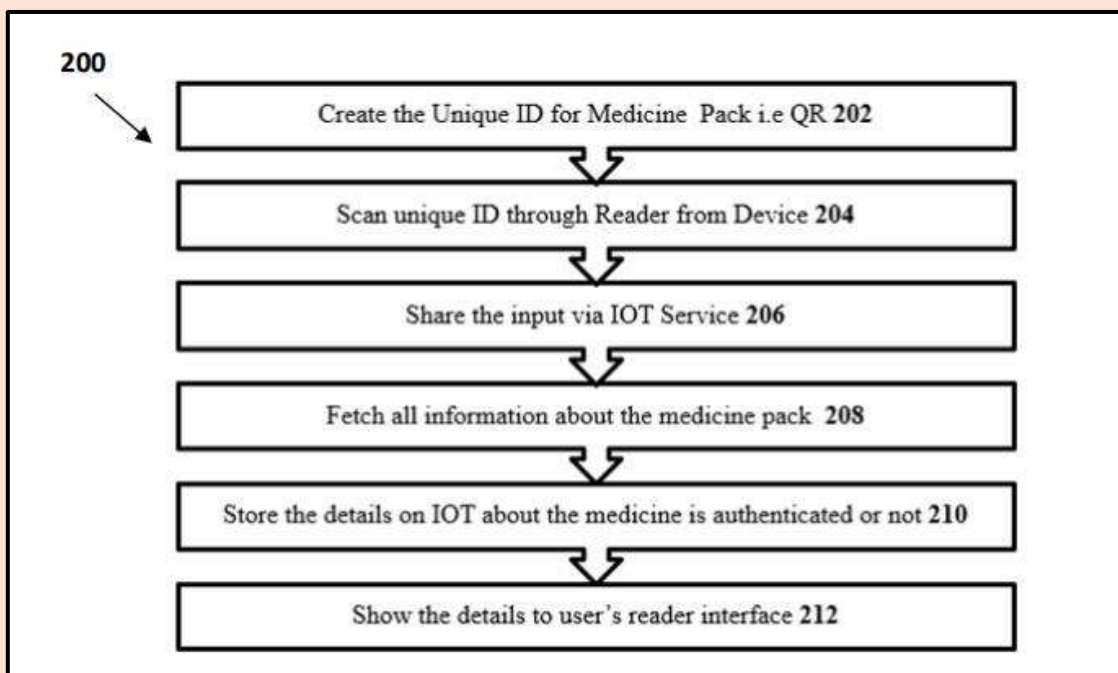 200
Create the Unique ID for Medicine Pack i.e QR 202
Scan unique ID through Reader from Device 204
Share the input via IOT Service 206
Fetch all information about the medicine pack 208
Store the details on IOT about the medicine is authenticated or not 210
Show the details to user’s reader interface 212